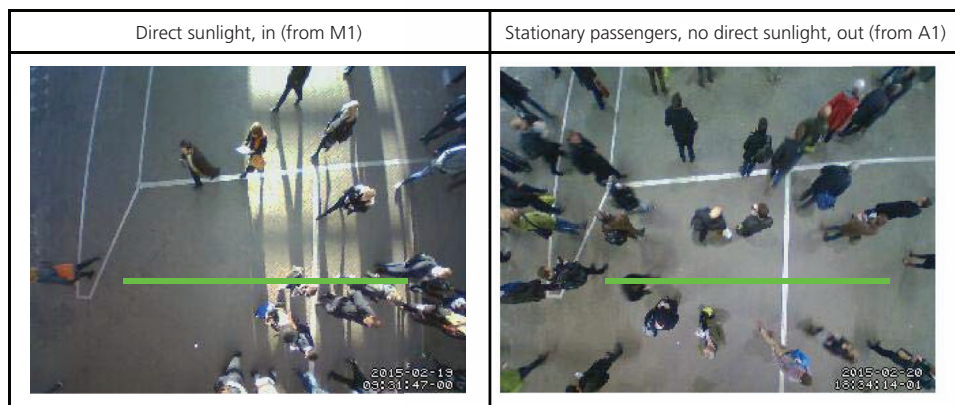 Direct sunlight, in (from M1)
Stationary passengers, no direct sunlight, out (from A1)
2015-02-19
09:31:47-00
2015-02-20
18:34:14-01